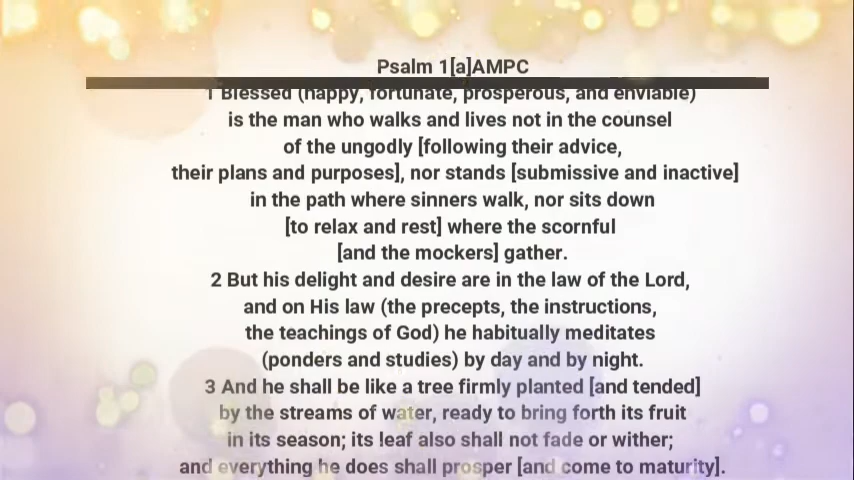 Psalm 1[a]AMPC
1 Blessed (happy, fortunate, prosperous, and enviable)
is the man who walks and lives not in the counsel
of the ungodly [following their advice,
their plans and purposes], nor stands [submissive and inactive]
in the path where sinners walk, nor sits down
[to relax and rest] where the scornful
[and the mockers] gather.
2 But his delight and desire are in the law of the Lord,
and on His law (the precepts, the instructions,
the teachings of God) he habitually meditates
(ponders and studies) by day and by night.
3 And he shall be like a tree firmly planted [and tended]
by the streams of water, ready to bring forth its fruit
in its season; its leaf also shall not fade or wither;
and everything he does shall prosper [and come to maturity].